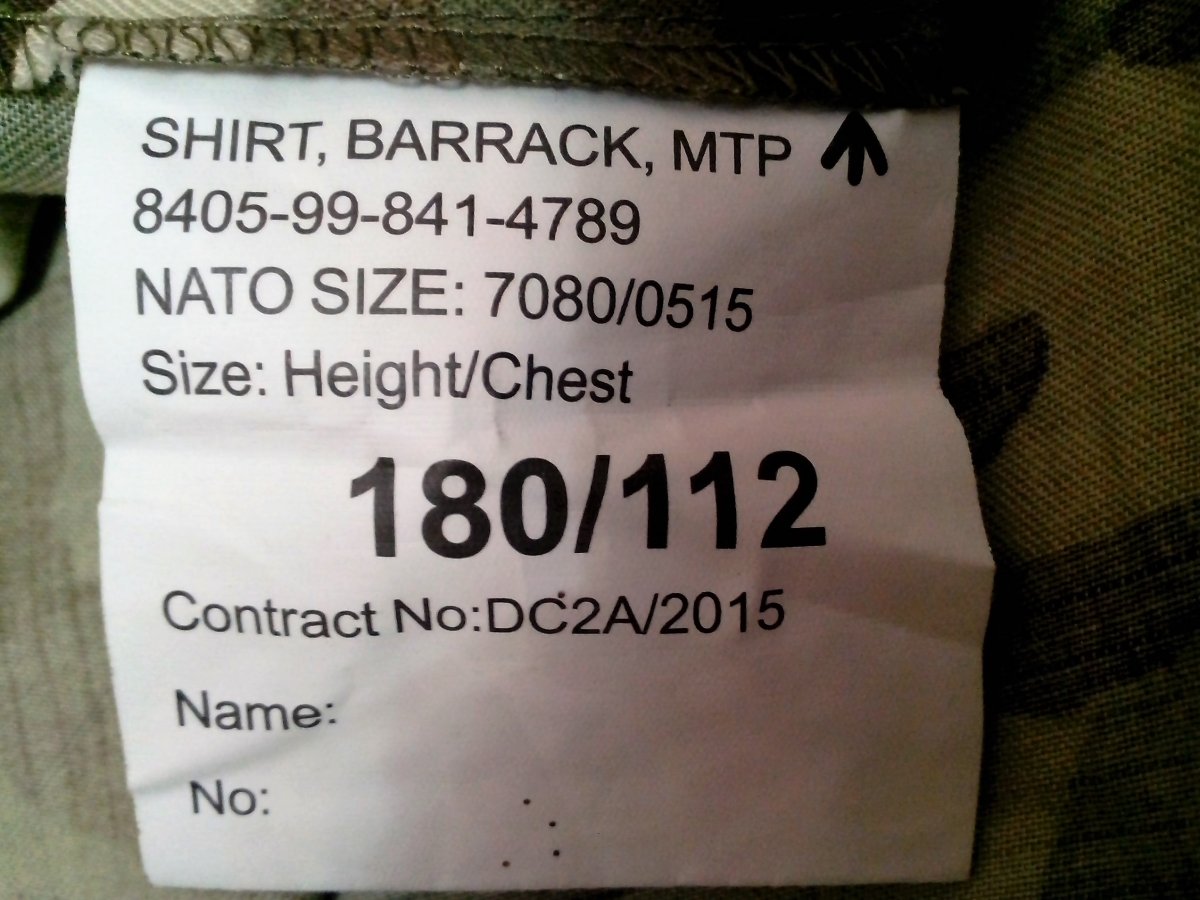 SHIRT, BARRACK, MTP
8405-99-841-4789
NATO SIZE: 7080/0515
Size: Height/Chest
180/112
Contract No:DC2A/2015
Name:
No: